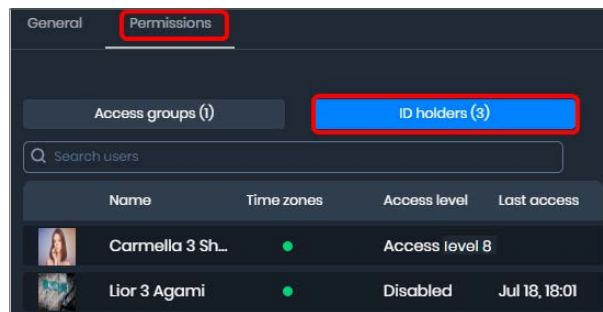 General Permissions
Access groups (1) ID holders (3)
Search users
Name Time zones Access level Last access
Carmella 3 Sh... Access level 8
Lior 3 Agami Disabled Jul 18, 18:01